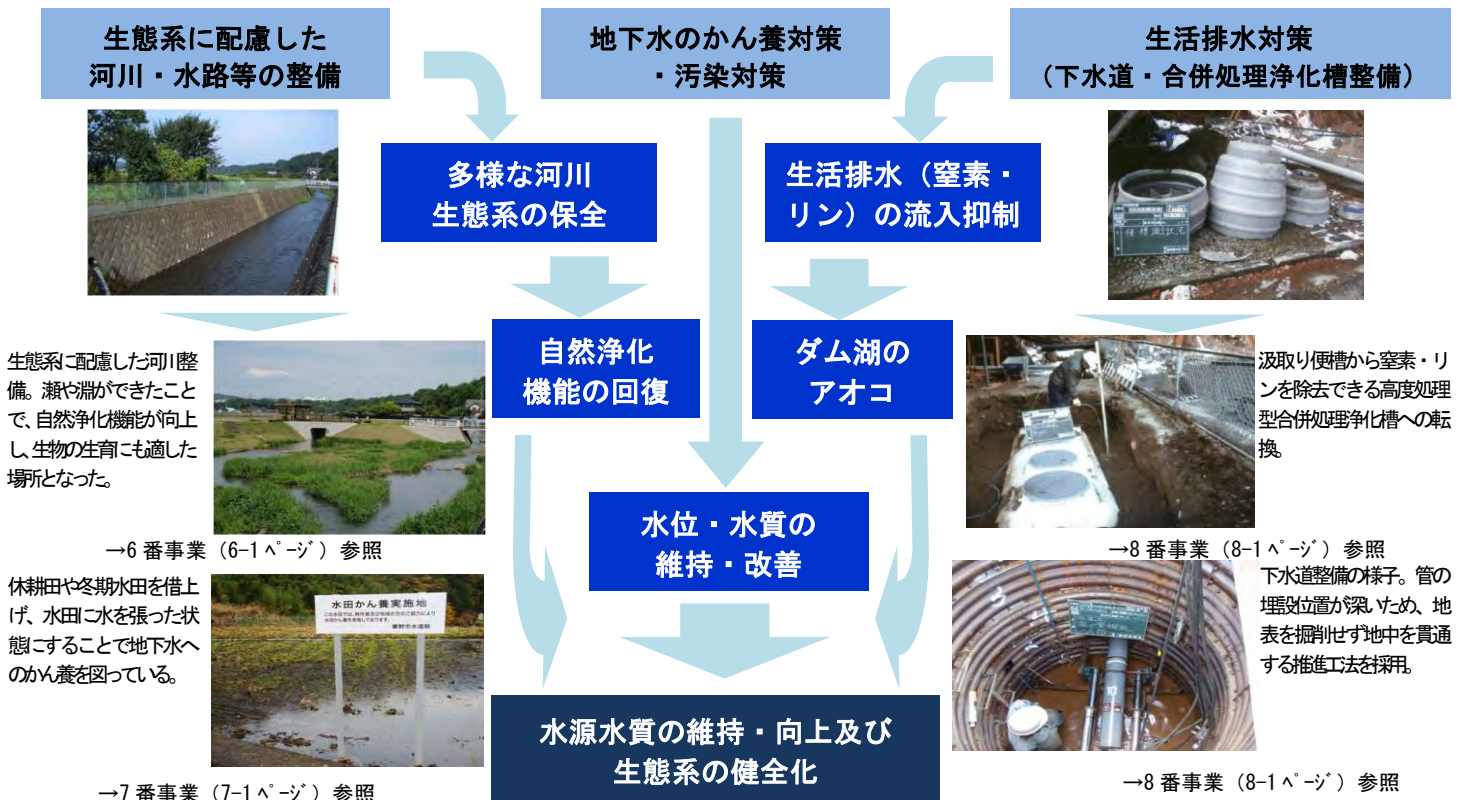 生態系に配慮した
河川・水路等の整備
地下水のかん養対策
・汚染対策
生活排水対策
（下水道・合併処理浄化槽整備）
多様な河川
生態系の保全
生活排水（窒素・
リン）の流入抑制
自然浄化
機能の回復
ダム湖の
アオコ
水位・水質の
維持・改善
水源水質の維持・向上及び
生態系の健全化
生態系に配慮した河川整
備。瀬や淵ができたこと
で、自然浄化機能が向上
し、生物の生育にも適した
場所となった。
→6 番事業（6-1 ﾍﾟｰｼﾞ）参照
休耕田や冬期水田を借上
げ、水田に水を張った状
態にすることで地下水へ
のかん養を図っている。
水田かん養実施地
秦野市水道局
→7 番事業（7-1 ﾍﾟｰｼﾞ）参照
汲取り便槽から窒素・リ
ンを除去できる高度処理
型合併処理浄化槽への転
換。
→8 番事業（8-1 ﾍﾟｰｼﾞ）参照
下水道整備の様子。管の
埋設位置が深いため、地
表を掘削せず地中を貫通
する推進工法を採用。
→8 番事業（8-1 ﾍﾟｰｼﾞ）参照